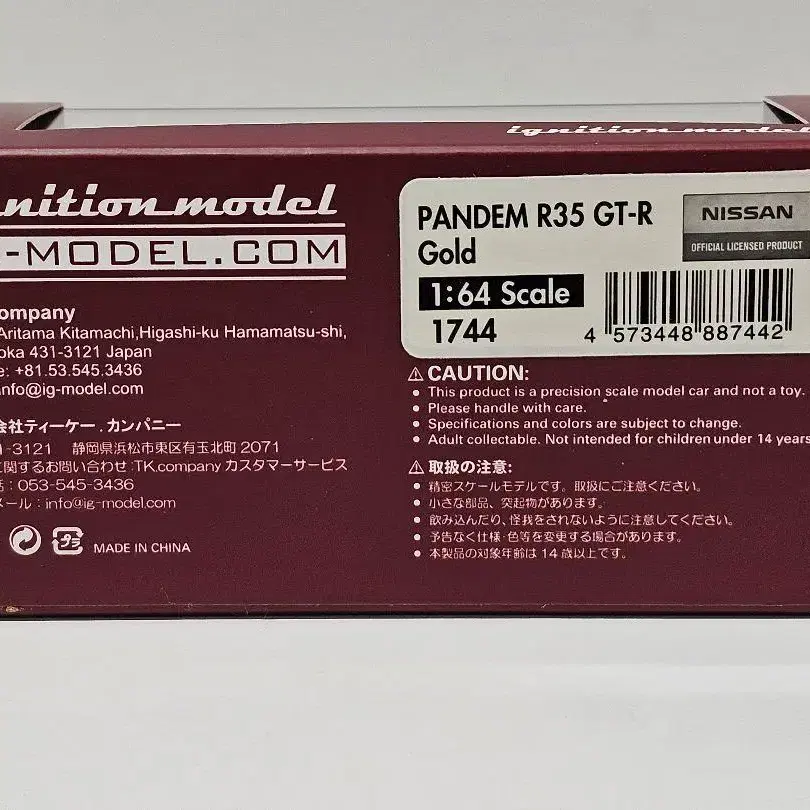 ignition model
nition model
-MODEL.COM
ompany
Aritama Kitamachi,Higashi-ku Hamamatsu-shi,
oka 431-3121 Japan
e: +81.53.545.3436
info@ig-model.com
会社ティーケー.カンパニー
-3121 静岡県浜松市東区有玉北町 2071
に関するお問い合わせ:TK.company カスタマーサービス
: 053-545-3436
メール : info@ig-model.com
プラ MADE IN CHINA
PANDEM R35 GT-R
Gold
NISSAN
OFFICIAL LICENSED PRODUCT
1:64 Scale
1744
4 573448 887442
⚠ CAUTION:
• This product is a precision scale model car and not a toy.
• Please handle with care.
• Specifications and colors are subject to change.
• Adult collectable. Not intended for children under 14 years
⚠ 取扱の注意:
• 精密スケールモデルです。取扱にご注意ください。
• 小さな部品、突起物があります。
• 飲み込んだり、怪我をされないように注意してください。
• 予告なく仕様・色等を変更する場合があります。
• 本製品の対象年齢は 14 歳以上です。